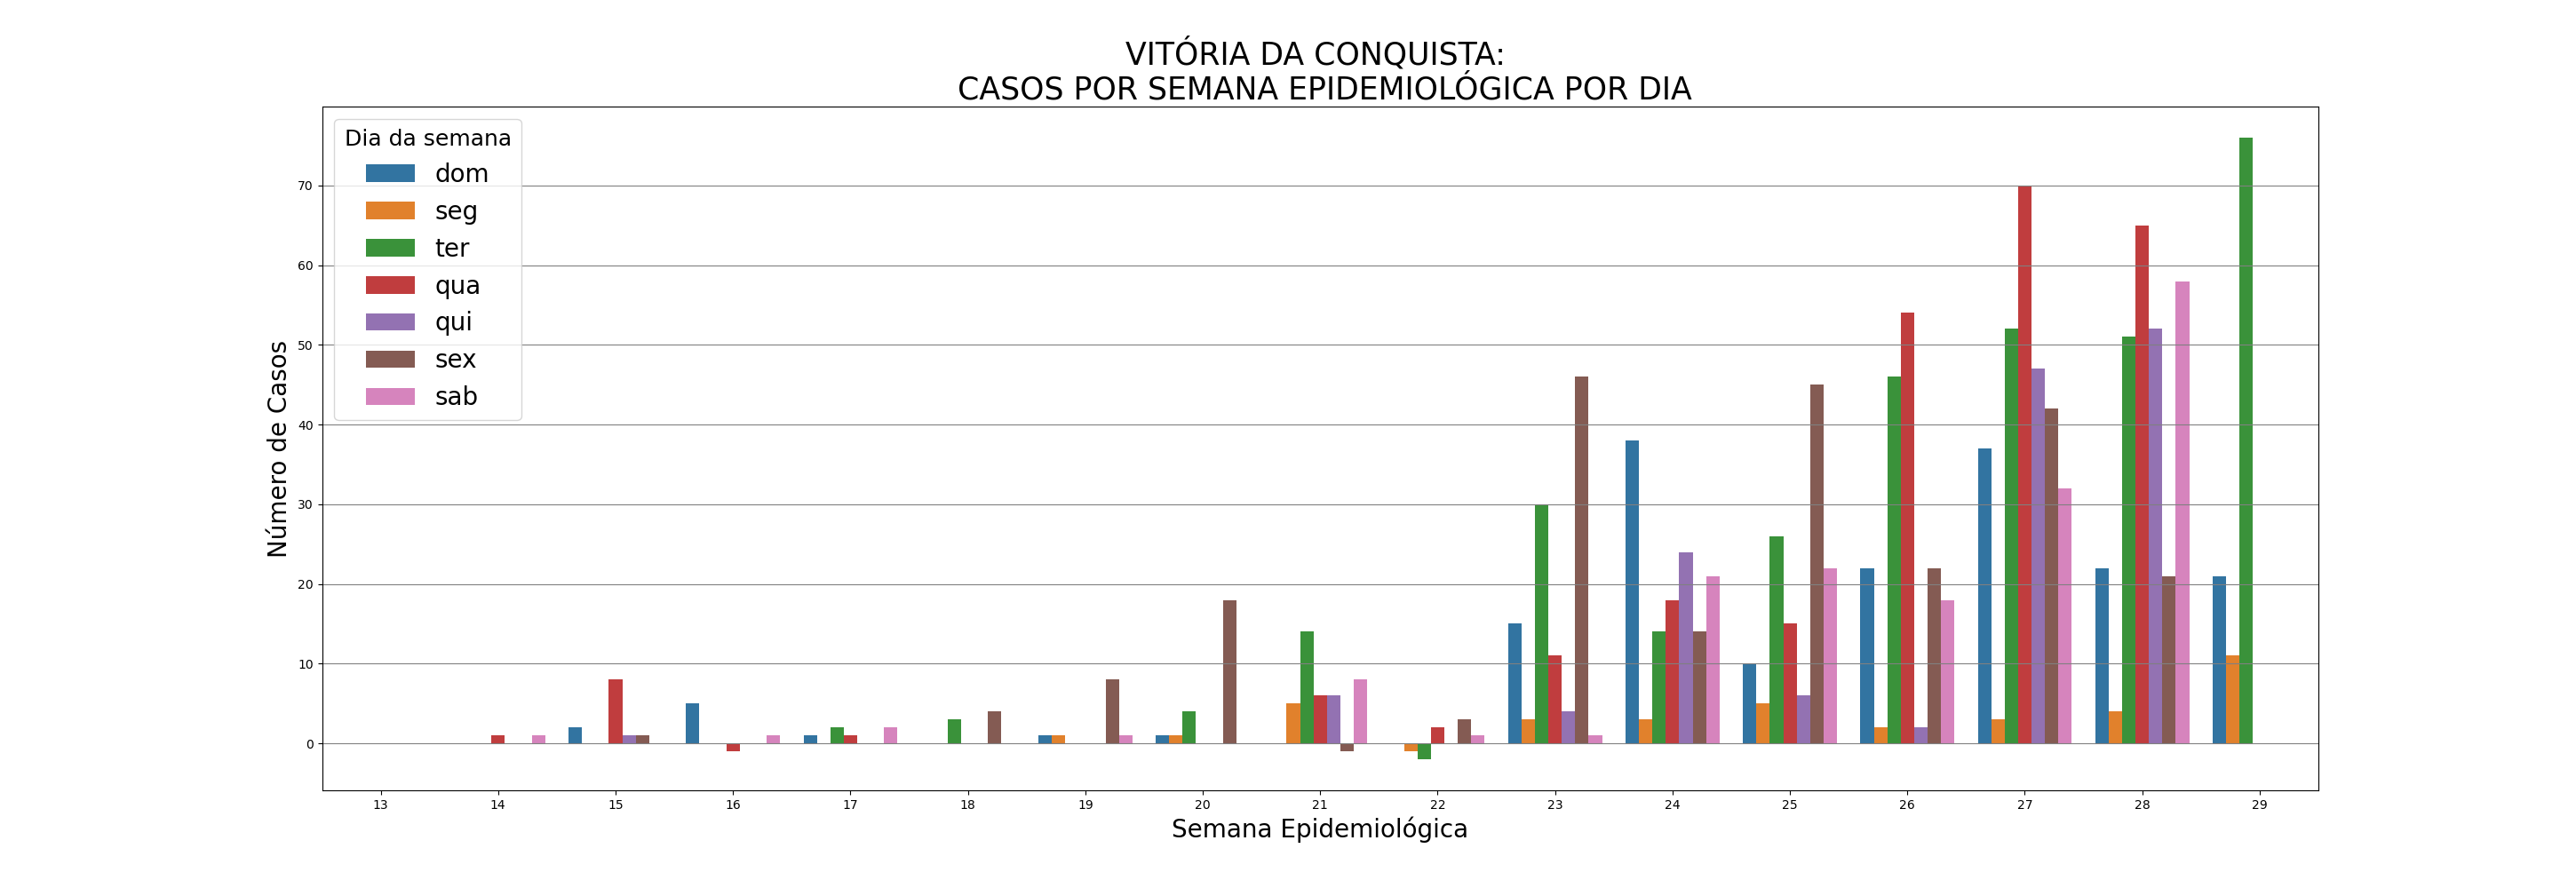 VITÓRIA DA CONQUISTA:
CASOS POR SEMANA EPIDEMIOLÓGICA POR DIA
Dia da semana
dom
seg
ter
qua
qui
sex
sab
Número de Casos
70
60
50
40
30
20
10
0
13 14 15 16 17 18 19 20 21 22 23 24 25 26 27 28 29
Semana Epidemiológica